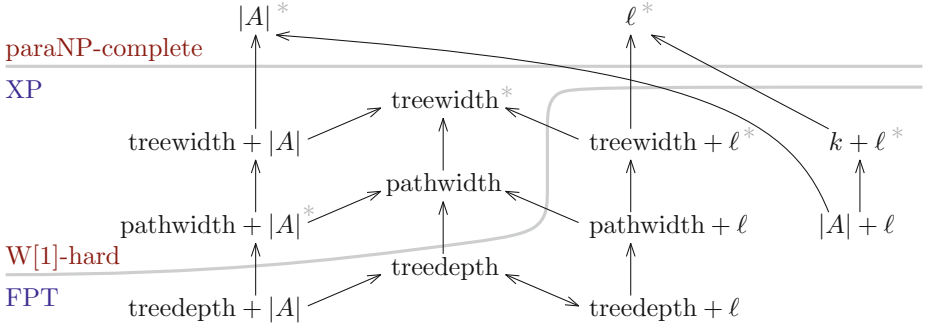 |A|* ℓ*
paraNP-complete
XP
treewidth*
treewidth + |A| treewidth + ℓ* k + ℓ*
pathwidth
pathwidth + |A|* pathwidth + ℓ |A| + ℓ
W[1]-hard
treedepth
FPT
treedepth + |A| treedepth + ℓ